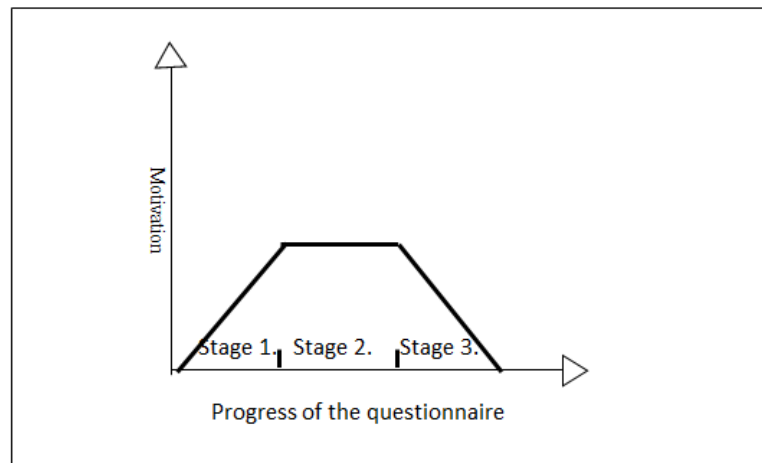 Motivation
Stage 1. Stage 2. Stage 3.
Progress of the questionnaire